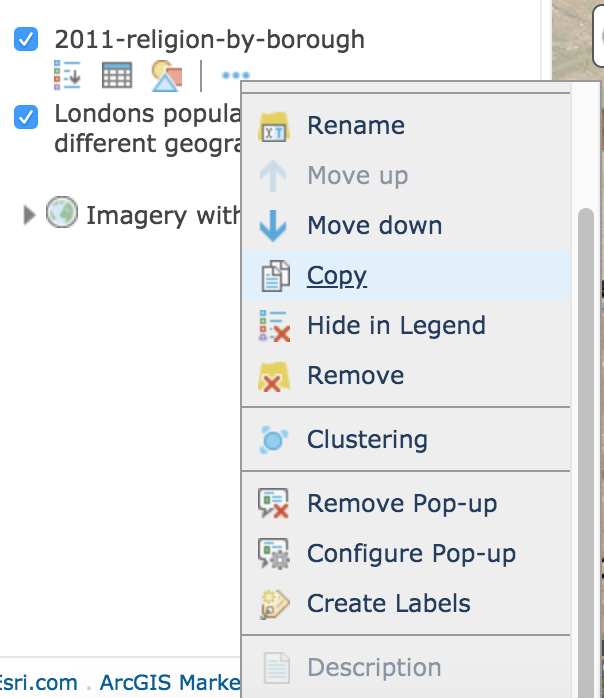 2011-religion-by-borough
Londons popula
different geogra
Imagery with
Rename
Move up
Move down
Copy
Hide in Legend
Remove
Clustering
Remove Pop-up
Configure Pop-up
Create Labels
Description
Esri.com . ArcGIS Marke